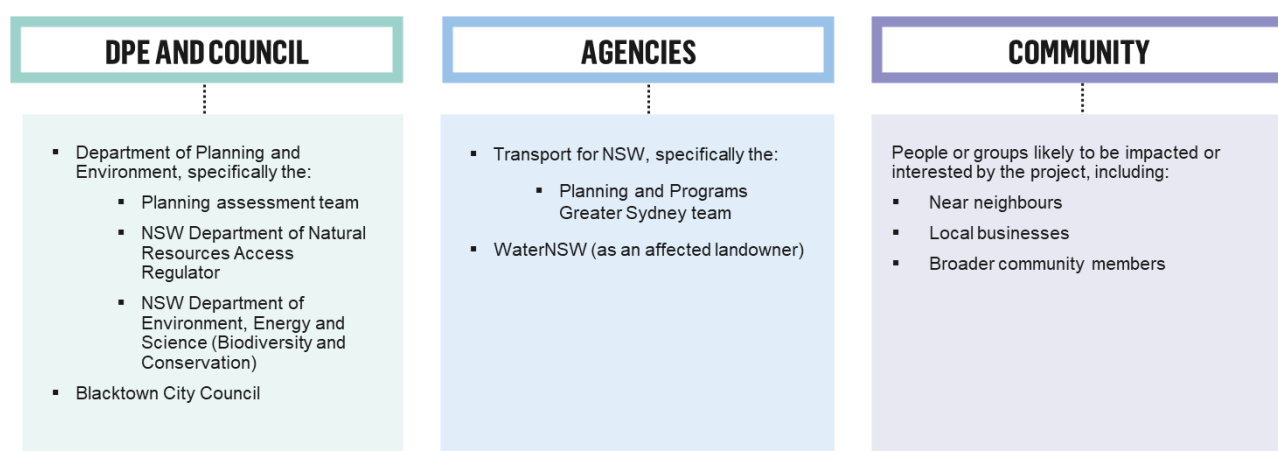 DPE AND COUNCIL
▪ Department of Planning and
Environment, specifically the:
▪ Planning assessment team
▪ NSW Department of Natural
Resources Access
Regulator
▪ NSW Department of
Environment, Energy and
Science (Biodiversity and
Conservation)
▪ Blacktown City Council
AGENCIES
▪ Transport for NSW, specifically the:
▪ Planning and Programs
Greater Sydney team
▪ WaterNSW (as an affected landowner)
COMMUNITY
People or groups likely to be impacted or
interested by the project, including:
▪ Near neighbours
▪ Local businesses
▪ Broader community members